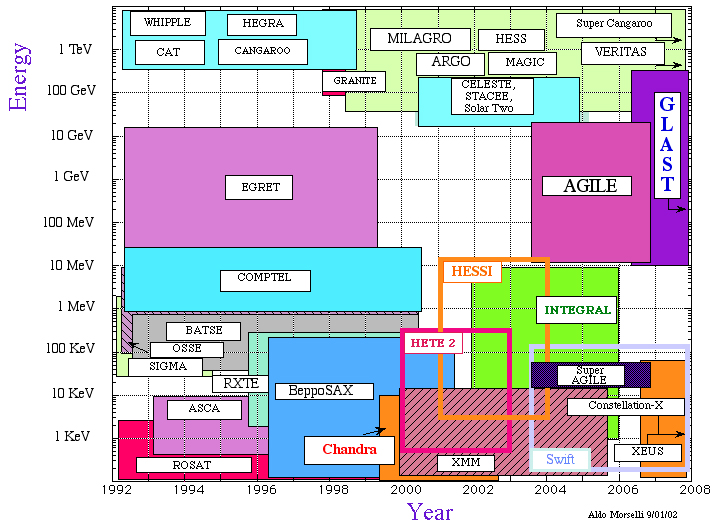 WHIPPLE
HEGRA
CAT
CANGAROO
MILAGRO
HESS
Super Cangaroo
ARGO
MAGIC
VERITAS
GRANITE
CELESTE,
STACEE,
Solar Two
GLAST
EGRET
AGILE
COMPTEL
HESSI
INTEGRAL
BATSE
OSSE
SIGMA
HETE 2
RXTE
BeppoSAX
Super
AGILE
ASCA
Constellation-X
Chandra
ROSAT
XMM
Swift
XEUS
Energy
1 TeV
100 GeV
10 GeV
1 GeV
100 MeV
10 MeV
1 MeV
100 KeV
10 KeV
1 KeV
1992 1994 1996 1998 2000 2002 2004 2006 2008
Year
Aldo Morselli 9/01/02